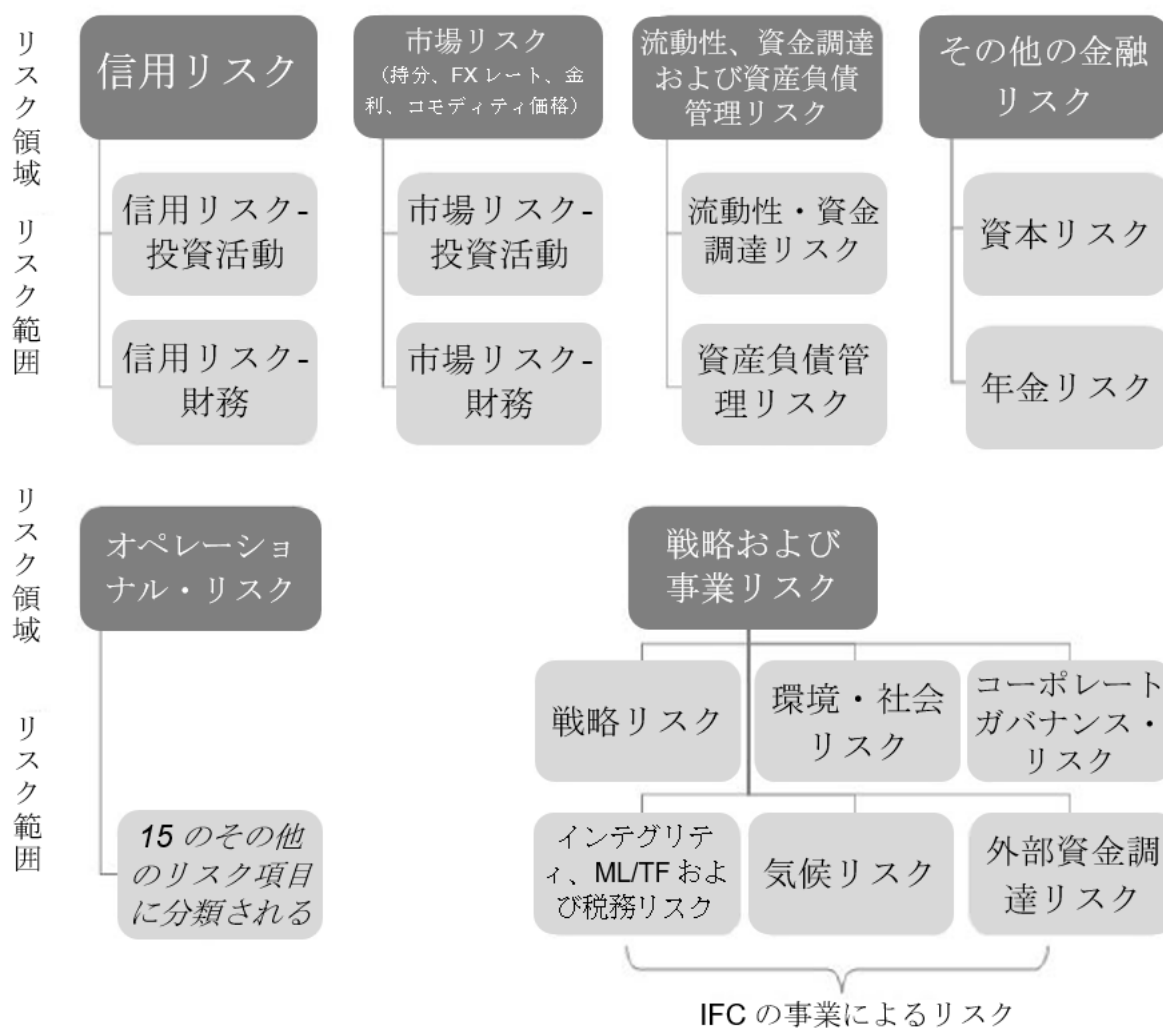 リスク領域
信用リスク
市場リスク
（持分、FXレート、金
利、コモディティ価格）
流動性、資金調達
および資産負債
管理リスク
その他の金融
リスク
リスク範囲
信用リスク-
投資活動
市場リスク-
投資活動
流動性・資金
調達リスク
資本リスク
信用リスク-
財務
市場リスク-
財務
資産負債管
理リスク
年金リスク
リスク領域
オペレーショ
ナル・リスク
戦略および
事業リスク
リスク範囲
戦略リスク
環境・社会
リスク
コーポレート
ガバナンス・
リスク
15 のその他
のリスク項目
に分類される
インテグリテ
ィ、ML/TF およ
び税務リスク
気候リスク
外部資金調
達リスク
IFC の事業によるリスク